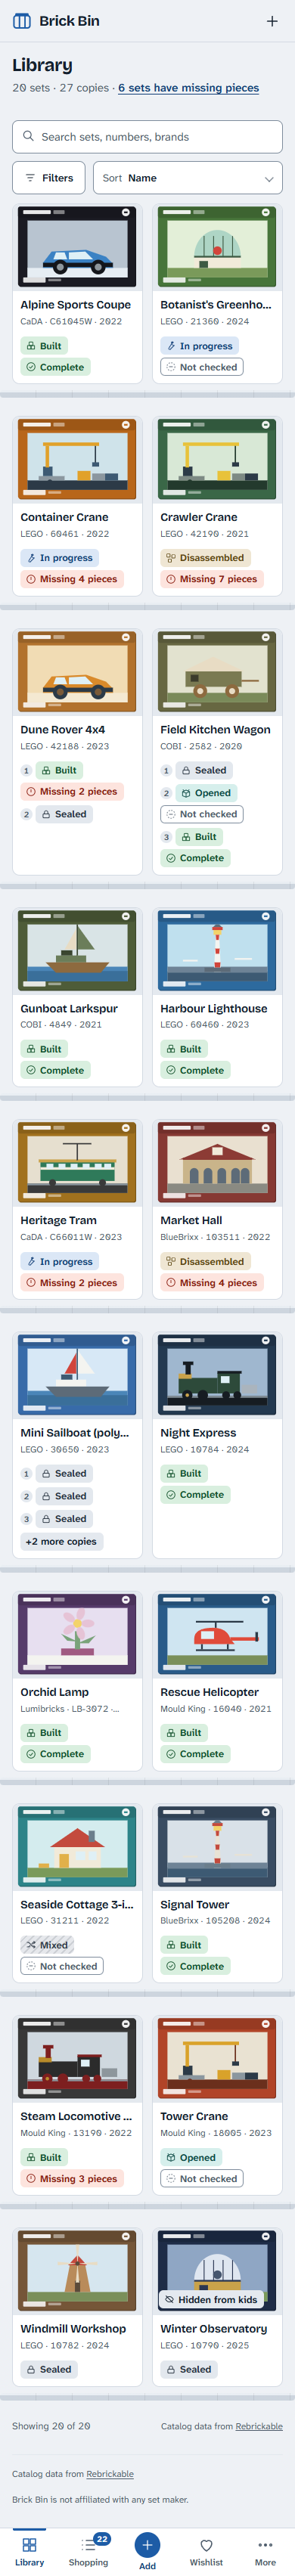 Brick Bin
Library
20 sets · 27 copies · 6 sets have missing pieces
Search sets, numbers, brands
Filters
Sort Name
Alpine Sports Coupe
CaDA · C61045W · 2022
Built
Complete
Botanist's Greenho...
LEGO · 21360 · 2024
In progress
Not checked
Container Crane
LEGO · 60461 · 2022
In progress
Missing 4 pieces
Crawler Crane
LEGO · 42190 · 2021
Disassembled
Missing 7 pieces
Dune Rover 4x4
LEGO · 42188 · 2023
1 Built
Missing 2 pieces
2 Sealed
Field Kitchen Wagon
COBI · 2582 · 2020
1 Sealed
2 Opened
Not checked
3 Built
Complete
Gunboat Larkspur
COBI · 4849 · 2021
Built
Complete
Harbour Lighthouse
LEGO · 60460 · 2023
Built
Complete
Heritage Tram
CaDA · C66011W · 2023
In progress
Missing 2 pieces
Market Hall
BlueBrixx · 103511 · 2022
Disassembled
Missing 4 pieces
Mini Sailboat (poly...
LEGO · 30650 · 2023
1 Sealed
2 Sealed
3 Sealed
+2 more copies
Night Express
LEGO · 10784 · 2024
Built
Complete
Orchid Lamp
Lumibricks · LB-3072 ·...
Built
Complete
Rescue Helicopter
Mould King · 16040 · 2021
Built
Complete
Seaside Cottage 3-i...
LEGO · 31211 · 2022
Mixed
Not checked
Signal Tower
BlueBrixx · 105208 · 2024
Built
Complete
Steam Locomotive ...
Mould King · 13190 · 2022
Built
Missing 3 pieces
Tower Crane
Mould King · 18005 · 2023
Opened
Not checked
Windmill Workshop
LEGO · 10782 · 2024
Sealed
Hidden from kids
Winter Observatory
LEGO · 10790 · 2025
Sealed
Showing 20 of 20
Catalog data from Rebrickable
Catalog data from Rebrickable
Brick Bin is not affiliated with any set maker.
Library
22
Shopping
Add
Wishlist
More